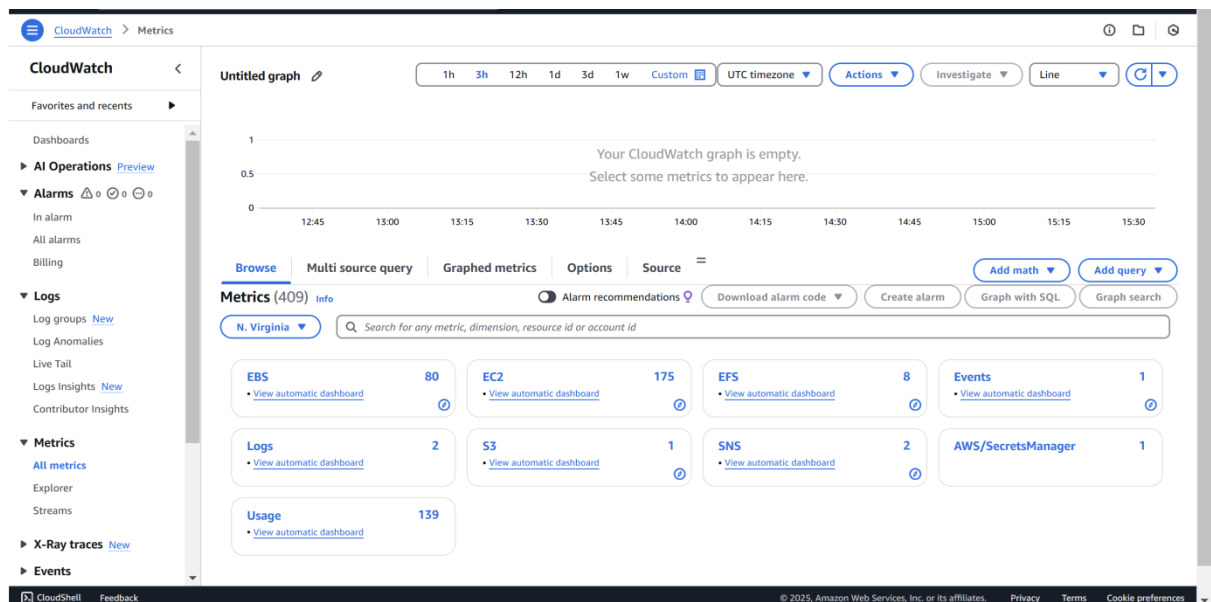 CloudWatch > Metrics
CloudWatch
Favorites and recents
Dashboards
AI Operations Preview
Alarms 0 0 0
In alarm
All alarms
Billing
Logs
Log groups New
Log Anomalies
Live Tail
Logs Insights New
Contributor Insights
Metrics
All metrics
Explorer
Streams
X-Ray traces New
Events
Untitled graph
1h 3h 12h 1d 3d 1w Custom
UTC timezone
Actions
Investigate
Line
1
0.5
0
Your CloudWatch graph is empty.
Select some metrics to appear here.
12:45 13:00 13:15 13:30 13:45 14:00 14:15 14:30 14:45 15:00 15:15 15:30
Browse Multi source query Graphed metrics Options Source
Add math Add query
Metrics (409) Info
Alarm recommendations Download alarm code Create alarm Graph with SQL Graph search
N. Virginia Search for any metric, dimension, resource id or account id
EBS 80
• View automatic dashboard
EC2 175
• View automatic dashboard
EFS 8
• View automatic dashboard
Events 1
• View automatic dashboard
Logs 2
• View automatic dashboard
S3 1
• View automatic dashboard
SNS 2
• View automatic dashboard
AWS/SecretsManager 1
Usage 139
• View automatic dashboard
CloudShell Feedback © 2025, Amazon Web Services, Inc. or its affiliates. Privacy Terms Cookie preferences